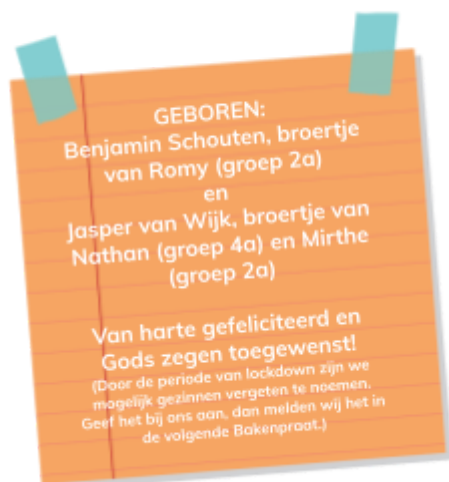 GEBOREN:
Benjamin Schouten, broertje
van Romy (groep 2a)
en
Jasper van Wijk, broertje van
Nathan (groep 4a) en Mirthe
(groep 2a)
Van harte gefeliciteerd en
Gods zegen toegewenst!
(Door de periode van lockdown zijn we
mogelijk gezinnen vergeten te noemen.
Geef het bij ons aan, dan melden wij het in
de volgende Bakenpraat.)